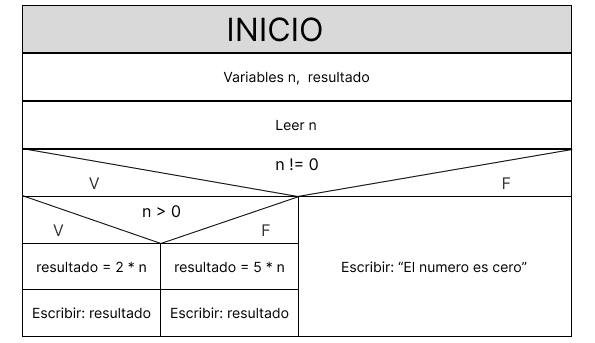 INICIO
Variables n,  resultado
Leer n
n != 0
V
F
n > 0
V
F
resultado = 2 * n
resultado = 5 * n
Escribir: “El numero es cero”
Escribir: resultado
Escribir: resultado